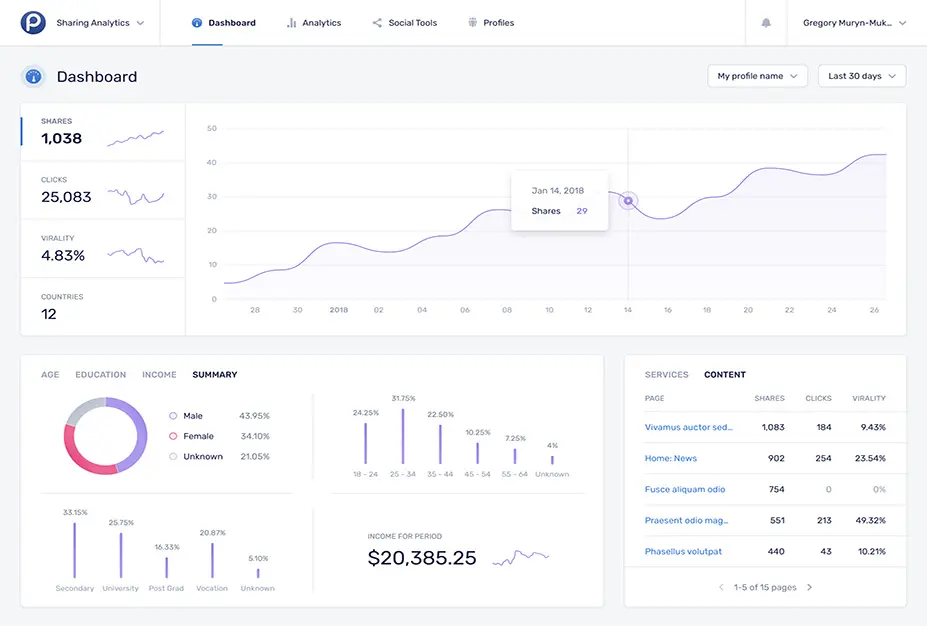 Sharing Analytics
Dashboard
Analytics
Social Tools
Profiles
Gregory Muryn-Muk...
Dashboard
My profile name
Last 30 days
SHARES
1,038
CLICKS
25,083
VIRALITY
4.83%
COUNTRIES
12
50
40
30
20
10
0
Jan 14, 2018
Shares 29
28 30 2018 02 04 06 08 10 12 14 16 18 20 22 24 26
AGE EDUCATION INCOME SUMMARY
Male 43.95%
Female 34.10%
Unknown 21.05%
24.25% 31.75% 22.50% 10.25% 7.25% 4%
18 - 24 25 - 34 35 - 44 45 - 54 55 - 64 Unknown
33.15% 25.75% 16.33% 20.87% 5.10%
Secondary University Post Grad Vocation Unknown
INCOME FOR PERIOD
$20,385.25
SERVICES CONTENT
PAGE SHARES CLICKS VIRALITY
Vivamus auctor sed... 1,083 184 9.43%
Home: News 902 254 23.54%
Fusce aliquam odio 754 0 0%
Praesent odio mag... 551 213 49.32%
Phasellus volutpat 440 43 10.21%
1-5 of 15 pages